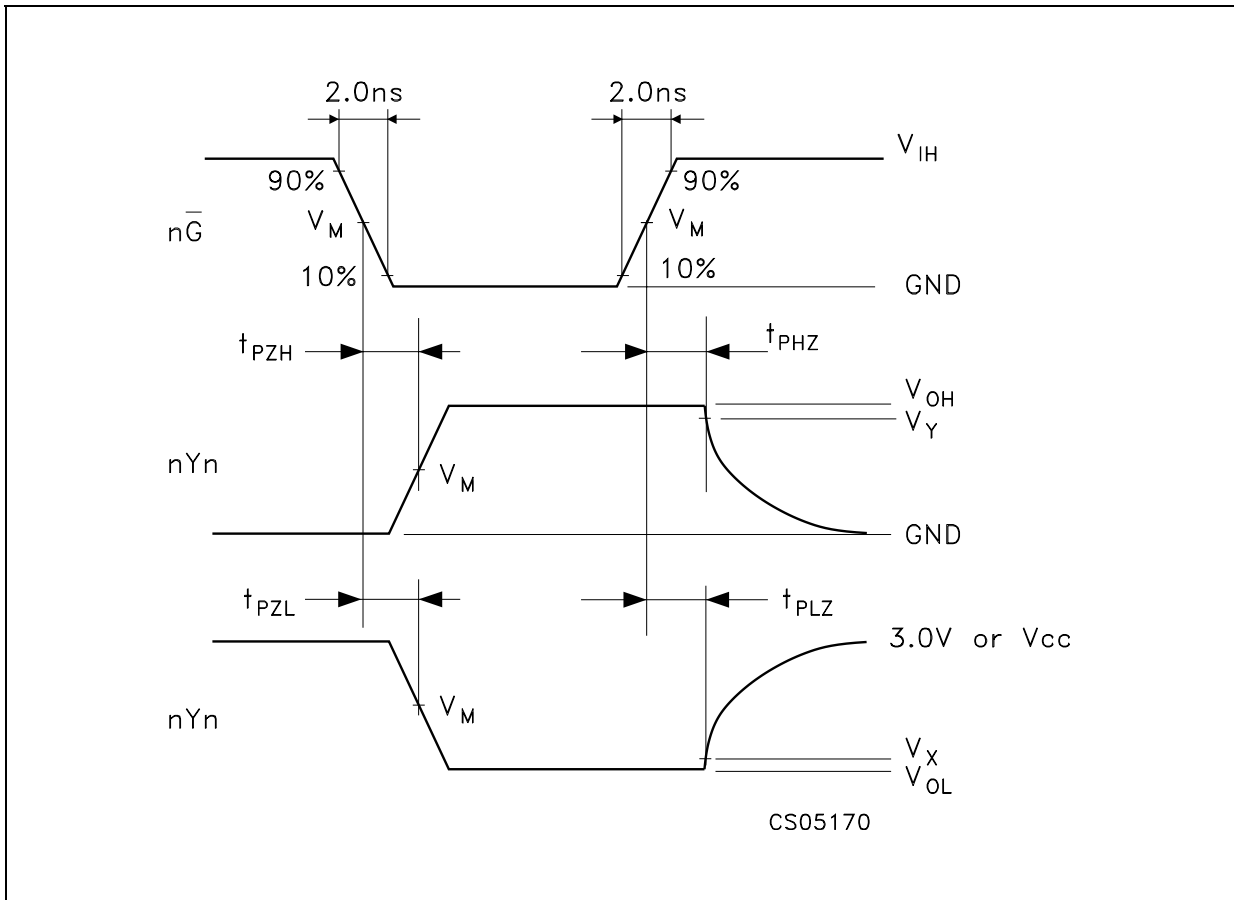 2.0ns 2.0ns
V_IH
90% 90%
nG̅ V_M V_M
10% 10%
GND
t_PZH t_PHZ
V_OH
V_Y
nYn V_M
GND
t_PZL t_PLZ
3.0V or Vcc
nYn V_M
V_X
V_OL
CS05170